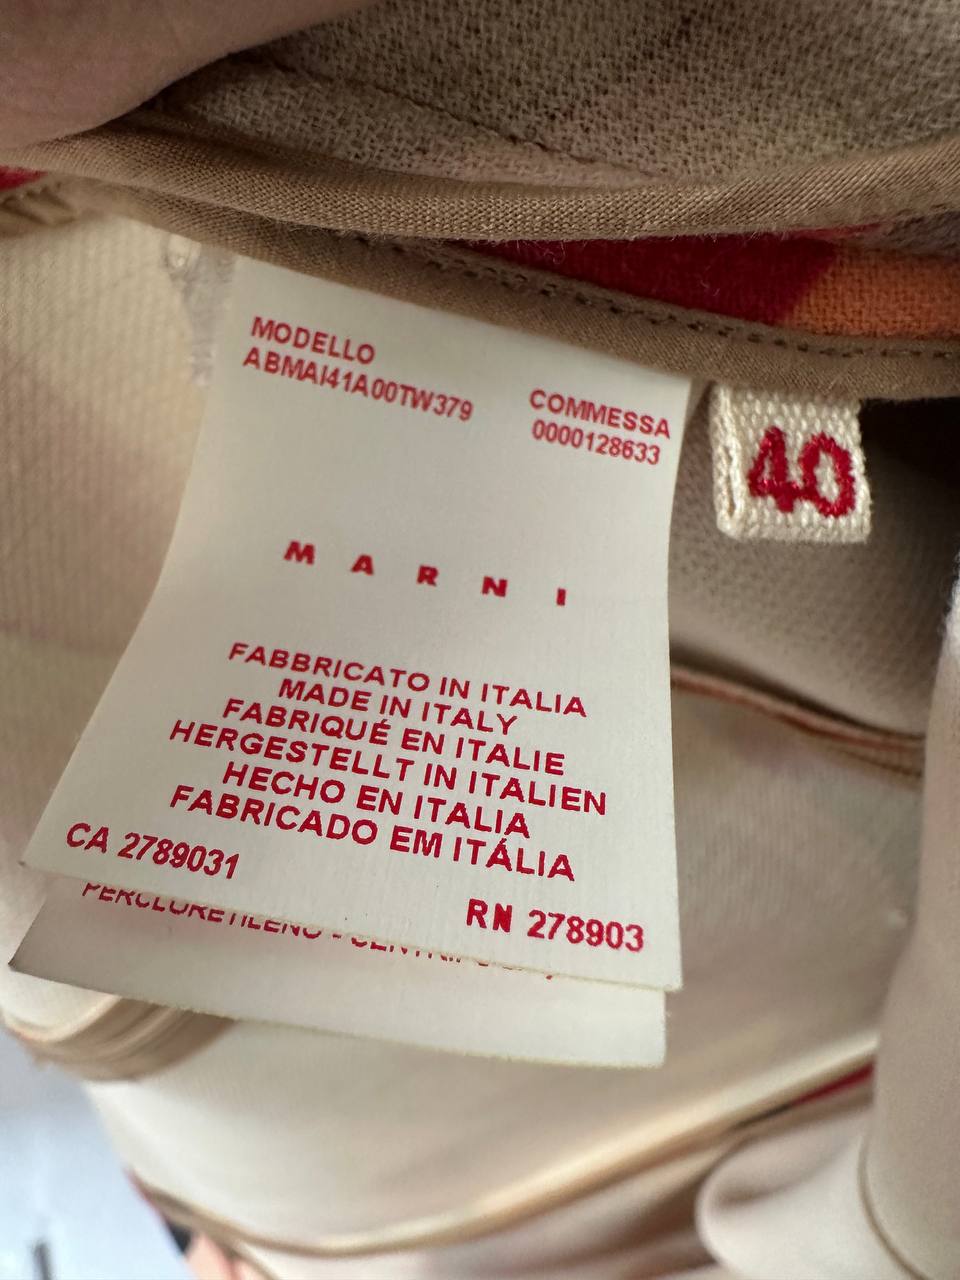 MODELLO
ABMAI41A00TW379
COMMESSA
0000128633
40
M A R N I
FABBRICATO IN ITALIA
MADE IN ITALY
FABRIQUÉ EN ITALIE
HERGESTELLT IN ITALIEN
HECHO EN ITALIA
FABRICADO EM ITÁLIA
CA 2789031
RN 278903
PERCLORETILENO -